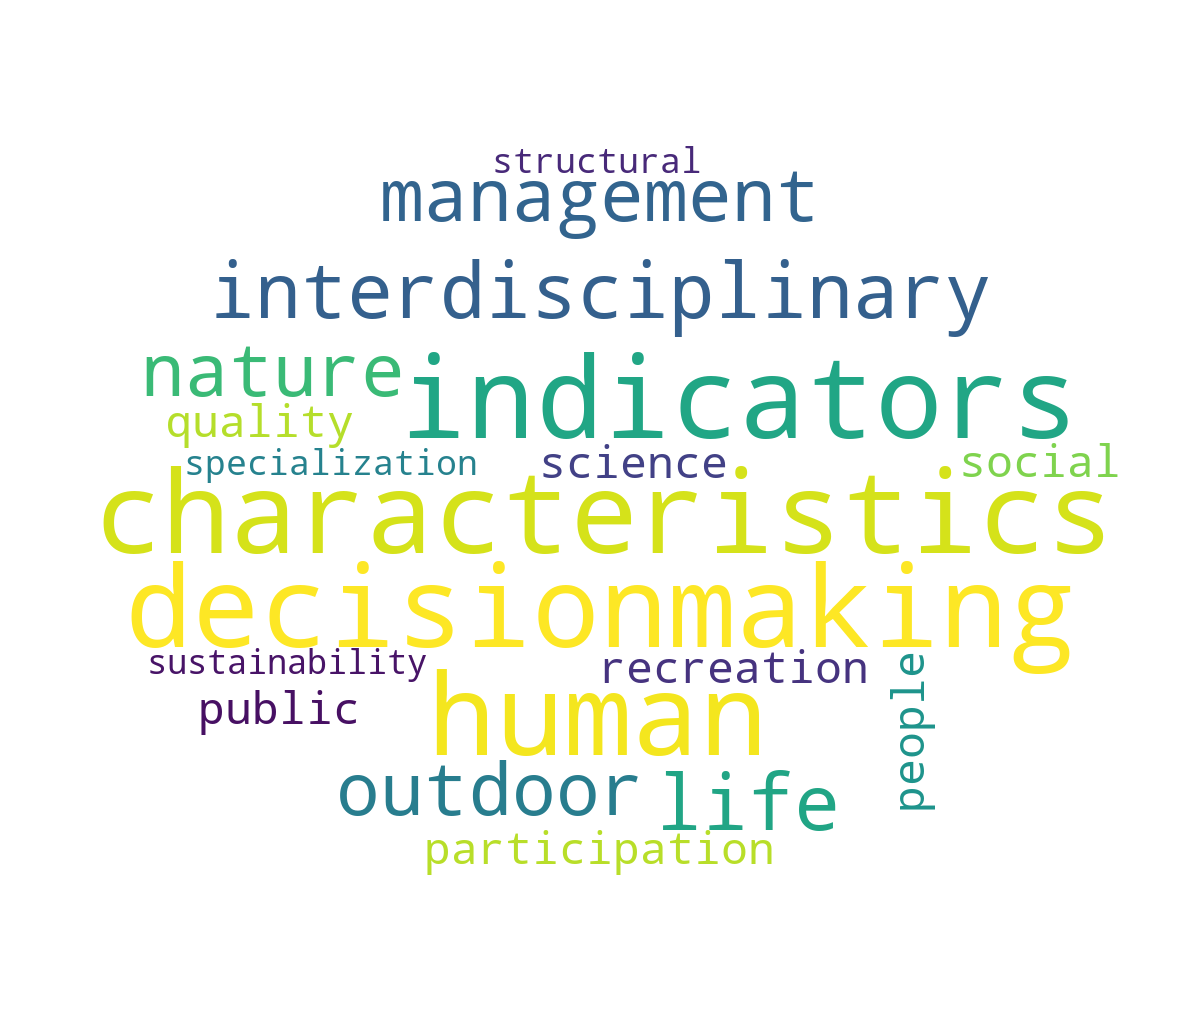 structural
management
interdisciplinary
nature indicators
quality
specialization science social
characteristics
decisionmaking
sustainability recreation people
public human
outdoor life
participation